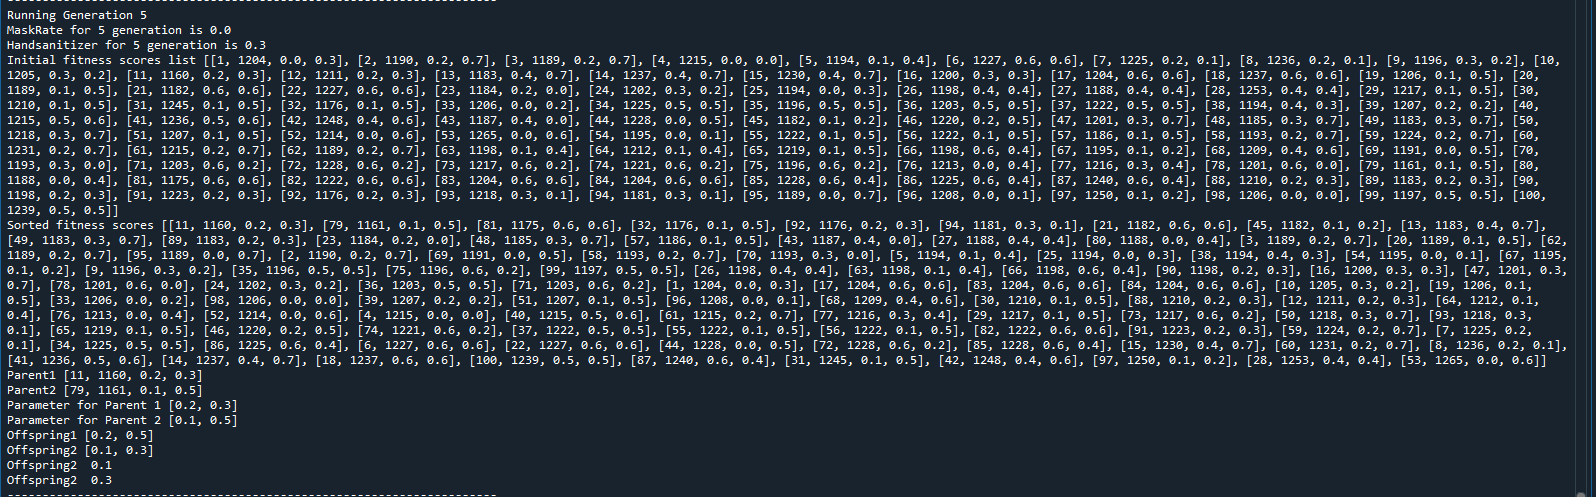 ------------------------------------------------------------------
Running Generation 5
MaskRate for 5 generation is 0.0
Handsanitizer for 5 generation is 0.3
Initial fitness scores list [[1, 1204, 0.0, 0.3], [2, 1190, 0.2, 0.7], [3, 1189, 0.2, 0.7], [4, 1215, 0.0, 0.0], [5, 1194, 0.1, 0.4], [6, 1227, 0.6, 0.6], [7, 1225, 0.2, 0.1], [8, 1236, 0.2, 0.1], [9, 1196, 0.3, 0.2], [10,
1205, 0.3, 0.2], [11, 1160, 0.2, 0.3], [12, 1211, 0.2, 0.3], [13, 1183, 0.4, 0.7], [14, 1237, 0.4, 0.7], [15, 1230, 0.4, 0.7], [16, 1200, 0.3, 0.3], [17, 1204, 0.6, 0.6], [18, 1237, 0.6, 0.6], [19, 1206, 0.1, 0.5], [20,
1189, 0.1, 0.5], [21, 1182, 0.6, 0.6], [22, 1227, 0.6, 0.6], [23, 1184, 0.2, 0.0], [24, 1202, 0.3, 0.2], [25, 1194, 0.0, 0.3], [26, 1198, 0.4, 0.4], [27, 1188, 0.4, 0.4], [28, 1253, 0.4, 0.4], [29, 1217, 0.1, 0.5], [30,
1210, 0.1, 0.5], [31, 1245, 0.1, 0.5], [32, 1176, 0.1, 0.5], [33, 1206, 0.0, 0.2], [34, 1225, 0.5, 0.5], [35, 1196, 0.5, 0.5], [36, 1203, 0.5, 0.5], [37, 1222, 0.5, 0.5], [38, 1194, 0.4, 0.3], [39, 1207, 0.2, 0.2], [40,
1215, 0.5, 0.6], [41, 1236, 0.5, 0.6], [42, 1248, 0.4, 0.6], [43, 1187, 0.4, 0.0], [44, 1228, 0.0, 0.5], [45, 1182, 0.1, 0.2], [46, 1220, 0.2, 0.5], [47, 1201, 0.3, 0.7], [48, 1185, 0.3, 0.7], [49, 1183, 0.3, 0.7], [50,
1218, 0.3, 0.7], [51, 1207, 0.1, 0.5], [52, 1214, 0.0, 0.6], [53, 1265, 0.0, 0.6], [54, 1195, 0.0, 0.1], [55, 1222, 0.1, 0.5], [56, 1222, 0.1, 0.5], [57, 1186, 0.1, 0.5], [58, 1193, 0.2, 0.7], [59, 1224, 0.2, 0.7], [60,
1231, 0.2, 0.7], [61, 1215, 0.2, 0.7], [62, 1189, 0.2, 0.7], [63, 1198, 0.1, 0.4], [64, 1212, 0.1, 0.4], [65, 1219, 0.1, 0.5], [66, 1198, 0.6, 0.4], [67, 1195, 0.1, 0.2], [68, 1209, 0.4, 0.6], [69, 1191, 0.0, 0.5], [70,
1193, 0.3, 0.0], [71, 1203, 0.6, 0.2], [72, 1228, 0.6, 0.2], [73, 1217, 0.6, 0.2], [74, 1221, 0.6, 0.2], [75, 1196, 0.6, 0.2], [76, 1213, 0.0, 0.4], [77, 1216, 0.3, 0.4], [78, 1201, 0.6, 0.0], [79, 1161, 0.1, 0.5], [80,
1188, 0.0, 0.4], [81, 1175, 0.6, 0.6], [82, 1222, 0.6, 0.6], [83, 1204, 0.6, 0.6], [84, 1204, 0.6, 0.6], [85, 1228, 0.6, 0.4], [86, 1225, 0.6, 0.4], [87, 1240, 0.6, 0.4], [88, 1210, 0.2, 0.3], [89, 1183, 0.2, 0.3], [90,
1198, 0.2, 0.3], [91, 1223, 0.2, 0.3], [92, 1176, 0.2, 0.3], [93, 1218, 0.3, 0.1], [94, 1181, 0.3, 0.1], [95, 1189, 0.0, 0.7], [96, 1208, 0.0, 0.1], [97, 1250, 0.1, 0.2], [98, 1206, 0.0, 0.0], [99, 1197, 0.5, 0.5], [100,
1239, 0.5, 0.5]]
Sorted fitness scores [[11, 1160, 0.2, 0.3], [79, 1161, 0.1, 0.5], [81, 1175, 0.6, 0.6], [32, 1176, 0.1, 0.5], [92, 1176, 0.2, 0.3], [94, 1181, 0.3, 0.1], [21, 1182, 0.6, 0.6], [45, 1182, 0.1, 0.2], [13, 1183, 0.4, 0.7],
[49, 1183, 0.3, 0.7], [89, 1183, 0.2, 0.3], [23, 1184, 0.2, 0.0], [48, 1185, 0.3, 0.7], [57, 1186, 0.1, 0.5], [43, 1187, 0.4, 0.0], [27, 1188, 0.4, 0.4], [80, 1188, 0.0, 0.4], [3, 1189, 0.2, 0.7], [20, 1189, 0.1, 0.5], [62,
1189, 0.2, 0.7], [95, 1189, 0.0, 0.7], [2, 1190, 0.2, 0.7], [69, 1191, 0.0, 0.5], [58, 1193, 0.2, 0.7], [70, 1193, 0.3, 0.0], [5, 1194, 0.1, 0.4], [25, 1194, 0.0, 0.3], [38, 1194, 0.4, 0.3], [54, 1195, 0.0, 0.1], [67, 1195,
0.1, 0.2], [9, 1196, 0.3, 0.2], [35, 1196, 0.5, 0.5], [75, 1196, 0.6, 0.2], [99, 1197, 0.5, 0.5], [26, 1198, 0.4, 0.4], [63, 1198, 0.1, 0.4], [66, 1198, 0.6, 0.4], [90, 1198, 0.2, 0.3], [16, 1200, 0.3, 0.3], [47, 1201, 0.3,
0.7], [78, 1201, 0.6, 0.0], [24, 1202, 0.3, 0.2], [36, 1203, 0.5, 0.5], [71, 1203, 0.6, 0.2], [1, 1204, 0.0, 0.3], [17, 1204, 0.6, 0.6], [83, 1204, 0.6, 0.6], [84, 1204, 0.6, 0.6], [10, 1205, 0.3, 0.2], [19, 1206, 0.1,
0.5], [33, 1206, 0.0, 0.2], [98, 1206, 0.0, 0.0], [39, 1207, 0.2, 0.2], [51, 1207, 0.1, 0.5], [96, 1208, 0.0, 0.1], [68, 1209, 0.4, 0.6], [30, 1210, 0.1, 0.5], [88, 1210, 0.2, 0.3], [12, 1211, 0.2, 0.3], [64, 1212, 0.1,
0.4], [76, 1213, 0.0, 0.4], [52, 1214, 0.0, 0.6], [4, 1215, 0.0, 0.0], [40, 1215, 0.5, 0.6], [61, 1215, 0.2, 0.7], [77, 1216, 0.3, 0.4], [29, 1217, 0.1, 0.5], [73, 1217, 0.6, 0.2], [50, 1218, 0.3, 0.7], [93, 1218, 0.3,
0.1], [65, 1219, 0.1, 0.5], [46, 1220, 0.2, 0.5], [74, 1221, 0.6, 0.2], [37, 1222, 0.5, 0.5], [55, 1222, 0.1, 0.5], [56, 1222, 0.1, 0.5], [82, 1222, 0.6, 0.6], [91, 1223, 0.2, 0.3], [59, 1224, 0.2, 0.7], [7, 1225, 0.2,
0.1], [34, 1225, 0.5, 0.5], [86, 1225, 0.6, 0.4], [6, 1227, 0.6, 0.6], [22, 1227, 0.6, 0.6], [44, 1228, 0.0, 0.5], [72, 1228, 0.6, 0.2], [85, 1228, 0.6, 0.4], [15, 1230, 0.4, 0.7], [60, 1231, 0.2, 0.7], [8, 1236, 0.2, 0.1],
[41, 1236, 0.5, 0.6], [14, 1237, 0.4, 0.7], [18, 1237, 0.6, 0.6], [100, 1239, 0.5, 0.5], [87, 1240, 0.6, 0.4], [31, 1245, 0.1, 0.5], [42, 1248, 0.4, 0.6], [97, 1250, 0.1, 0.2], [28, 1253, 0.4, 0.4], [53, 1265, 0.0, 0.6]]
Parent1 [11, 1160, 0.2, 0.3]
Parent2 [79, 1161, 0.1, 0.5]
Parameter for Parent 1 [0.2, 0.3]
Parameter for Parent 2 [0.1, 0.5]
Offspring1 [0.2, 0.5]
Offspring2 [0.1, 0.3]
Offspring2  0.1
Offspring2  0.3
------------------------------------------------------------------